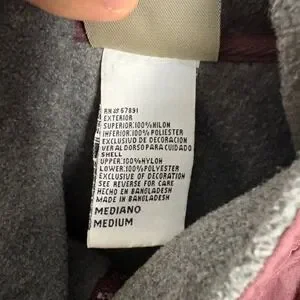 RN# 67891
EXTERIOR
SUPERIOR:100%NILON
INFERIOR:100%POLIESTER
EXCLUSIVO DE DECORACION
VER AL DORSO PARA CUIDADO
SHELL
UPPER:100%NYLON
LOWER:100%POLYESTER
EXCLUSIVE OF DECORATION
SEE REVERSE FOR CARE
HECHO EN BANGLADESH
MADE IN BANGLADESH
MEDIANO
MEDIUM